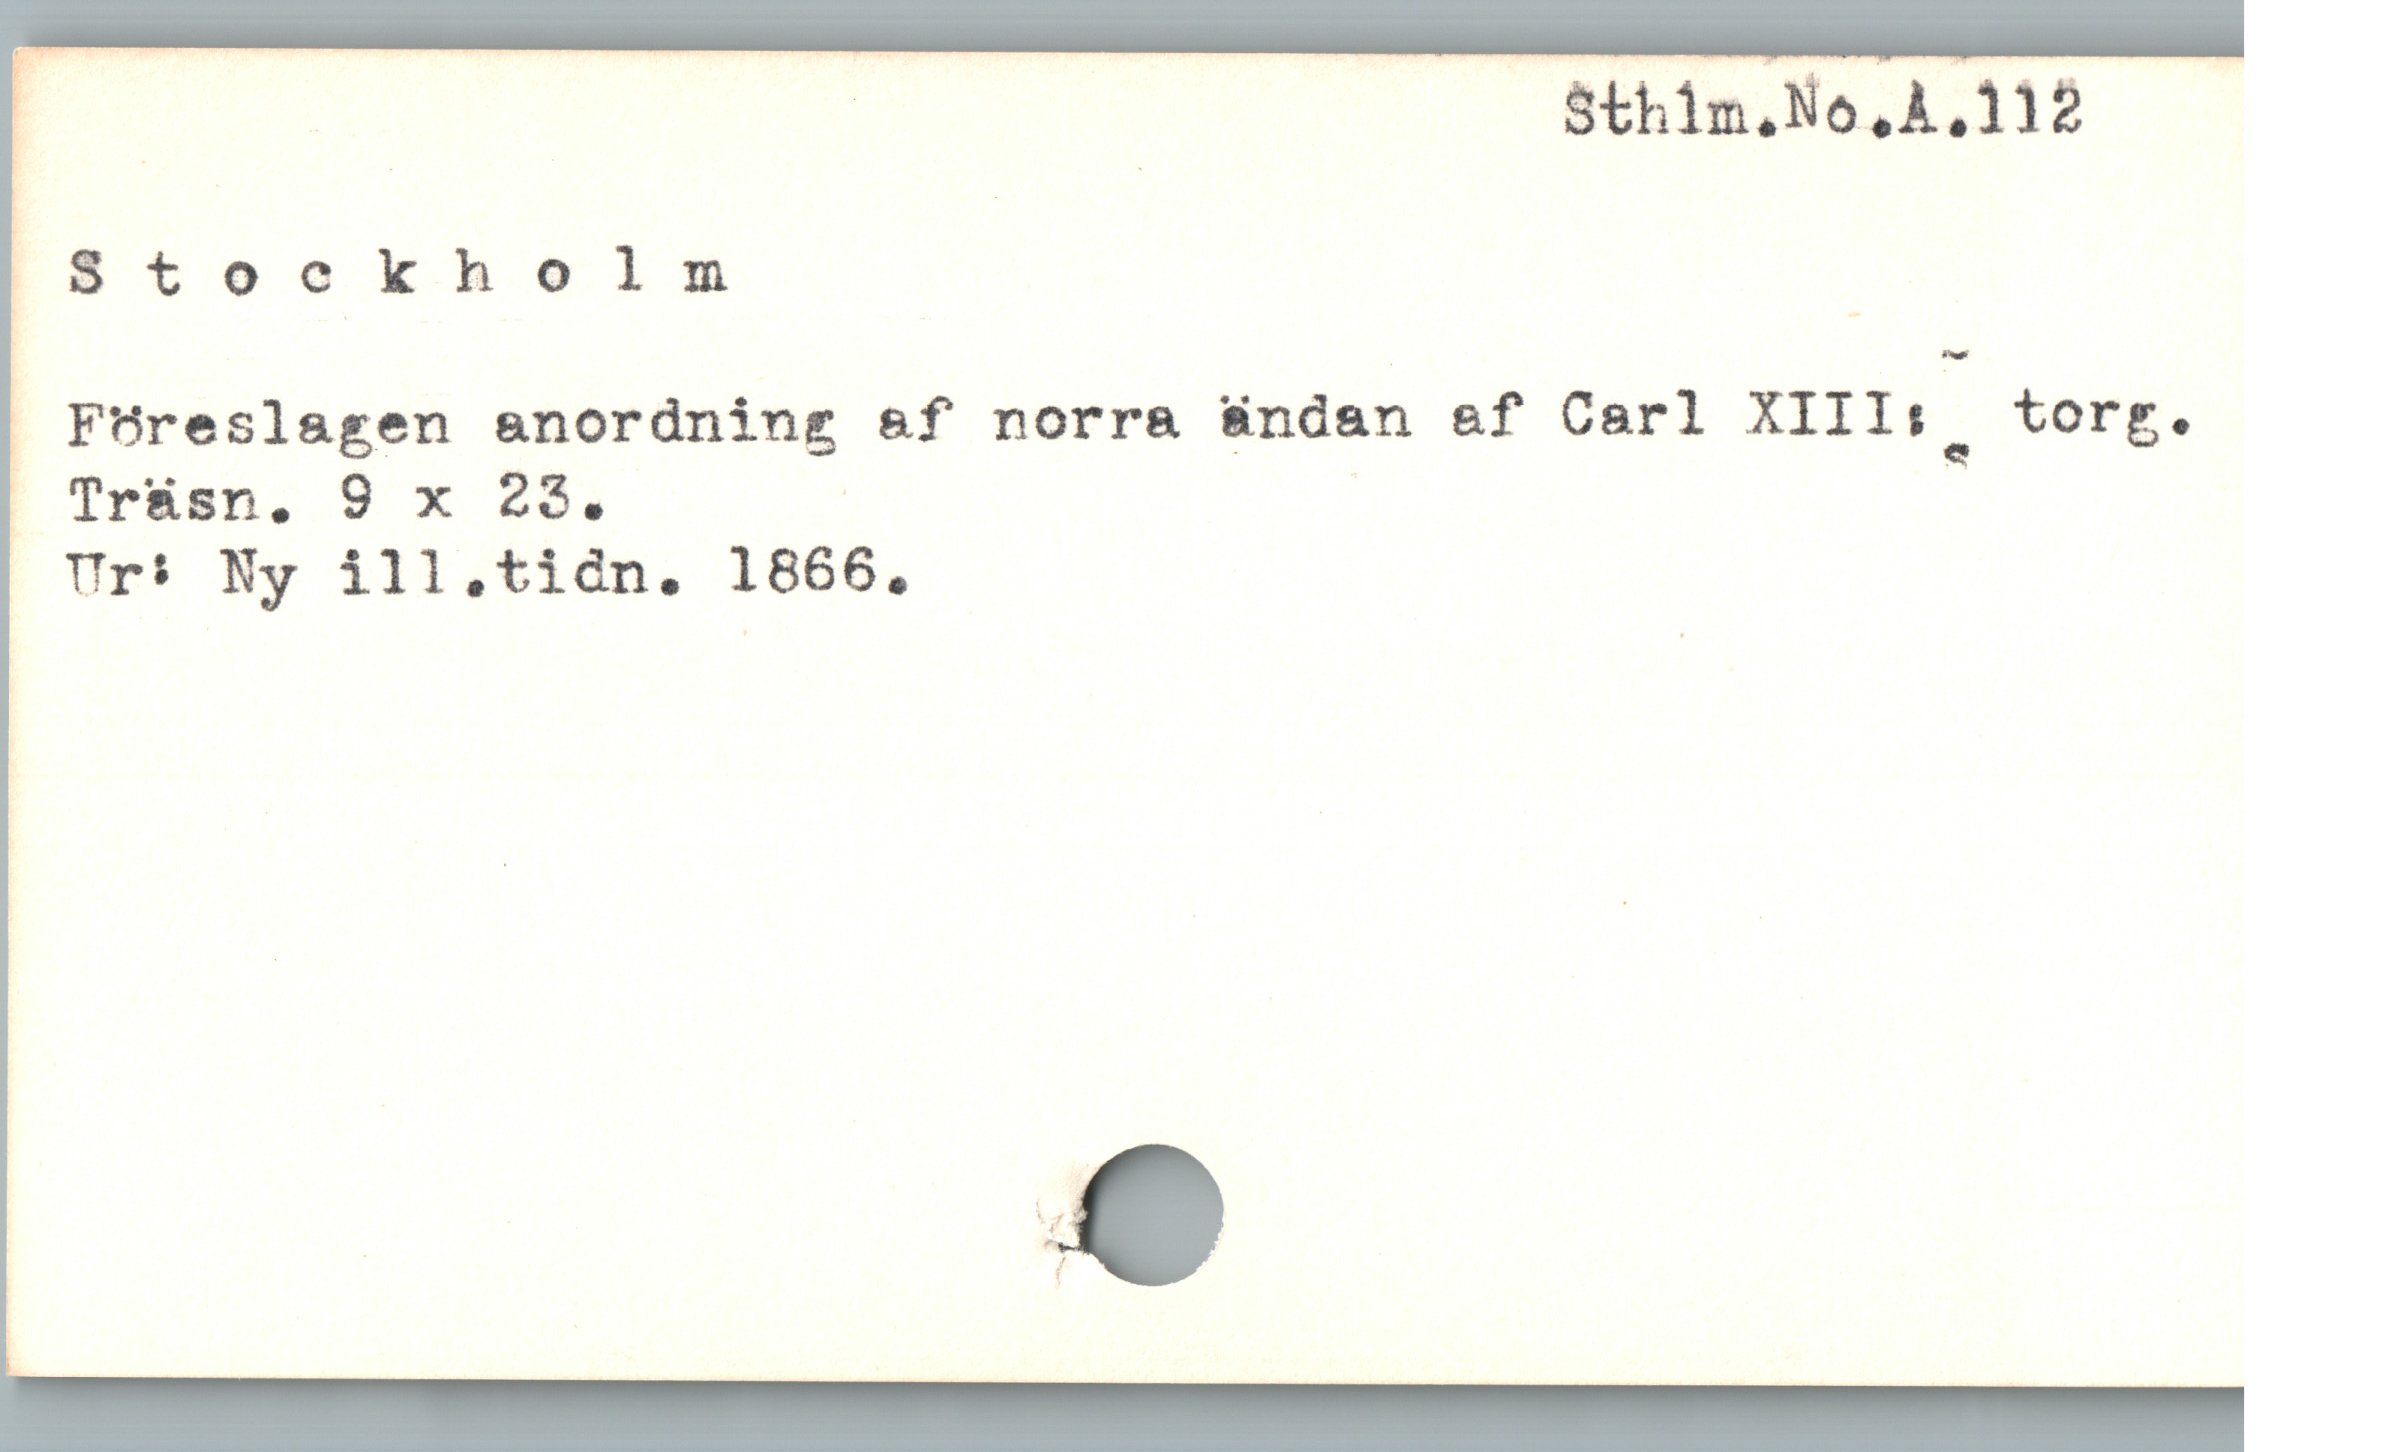 Sthlm.No.A.112
S t o c k h o l m
Föreslagen anordning af norra ändan af Carl XIII:s torg.
Träsn. 9 x 23.
Ur: Ny ill.tidn. 1866.